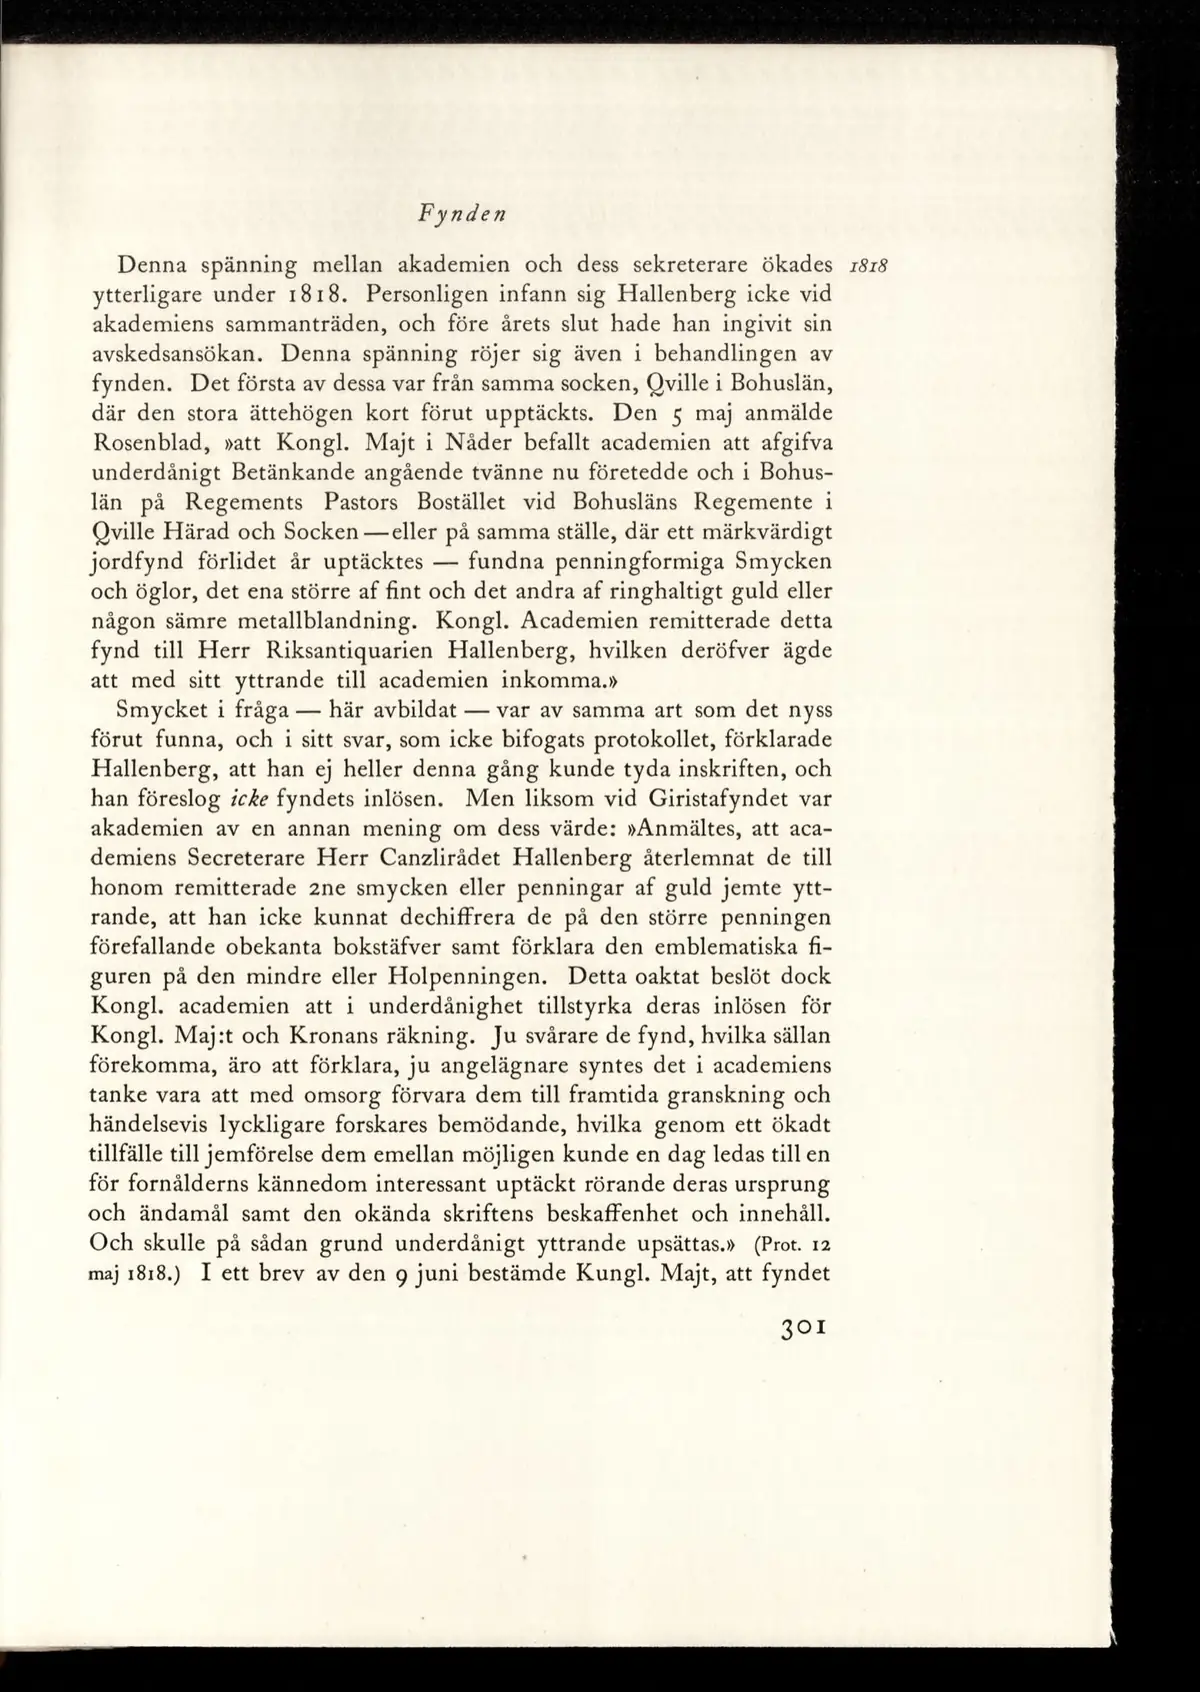 Fynden
Denna spänning mellan akademien och dess sekreterare ökades 1818
ytterligare under 1818. Personligen infann sig Hallenberg icke vid
akademiens sammanträden, och före årets slut hade han ingivit sin
avskedsansökan. Denna spänning röjer sig även i behandlingen av
fynden. Det första av dessa var från samma socken, Qville i Bohuslän,
där den stora ättehögen kort förut upptäckts. Den 5 maj anmälde
Rosenblad, »att Kongl. Majt i Nåder befallt academien att afgifva
underdånigt Betänkande angående tvänne nu företedde och i Bohus-
län på Regements Pastors Bostället vid Bohusläns Regemente i
Qville Härad och Socken — eller på samma ställe, där ett märkvärdigt
jordfynd förlidet år uptäcktes — fundna penningformiga Smycken
och öglor, det ena större af fint och det andra af ringhaltigt guld eller
någon sämre metallblandning. Kongl. Academien remitterade detta
fynd till Herr Riksantiquarien Hallenberg, hvilken deröfver ägde
att med sitt yttrande till academien inkomma.»
Smycket i fråga — här avbildat — var av samma art som det nyss
förut funna, och i sitt svar, som icke bifogats protokollet, förklarade
Hallenberg, att han ej heller denna gång kunde tyda inskriften, och
han föreslog icke fyndets inlösen. Men liksom vid Giristafyndet var
akademien av en annan mening om dess värde: »Anmältes, att aca-
demiens Secreterare Herr Canzlirådet Hallenberg återlemnat de till
honom remitterade 2ne smycken eller penningar af guld jemte ytt-
rande, att han icke kunnat dechiffrera de på den större penningen
förefallande obekanta bokstäfver samt förklara den emblematiska fi-
guren på den mindre eller Holpenningen. Detta oaktat beslöt dock
Kongl. academien att i underdånighet tillstyrka deras inlösen för
Kongl. Maj:t och Kronans räkning. Ju svårare de fynd, hvilka sällan
förekomma, äro att förklara, ju angelägnare syntes det i academiens
tanke vara att med omsorg förvara dem till framtida granskning och
händelsevis lyckligare forskares bemödande, hvilka genom ett ökadt
tillfälle till jemförelse dem emellan möjligen kunde en dag ledas till en
för fornålderns kännedom interessant uptäckt rörande deras ursprung
och ändamål samt den okända skriftens beskaffenhet och innehåll.
Och skulle på sådan grund underdånigt yttrande upsättas.» (Prot. 12
maj 1818.) I ett brev av den 9 juni bestämde Kungl. Majt, att fyndet
301